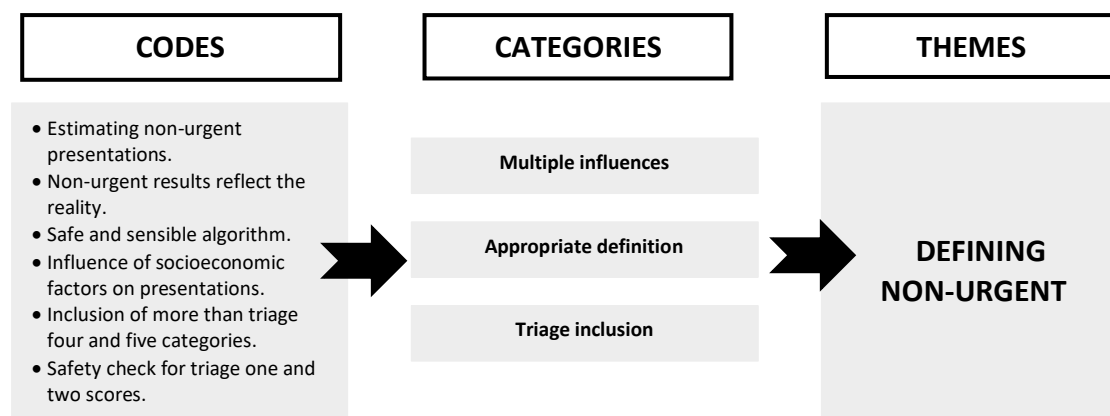 CODES
• Estimating non-urgent
presentations.
• Non-urgent results reflect the
reality.
• Safe and sensible algorithm.
• Influence of socioeconomic
factors on presentations.
• Inclusion of more than triage
four and five categories.
• Safety check for triage one and
two scores.
CATEGORIES
Multiple influences
Appropriate definition
Triage inclusion
THEMES
DEFINING
NON-URGENT